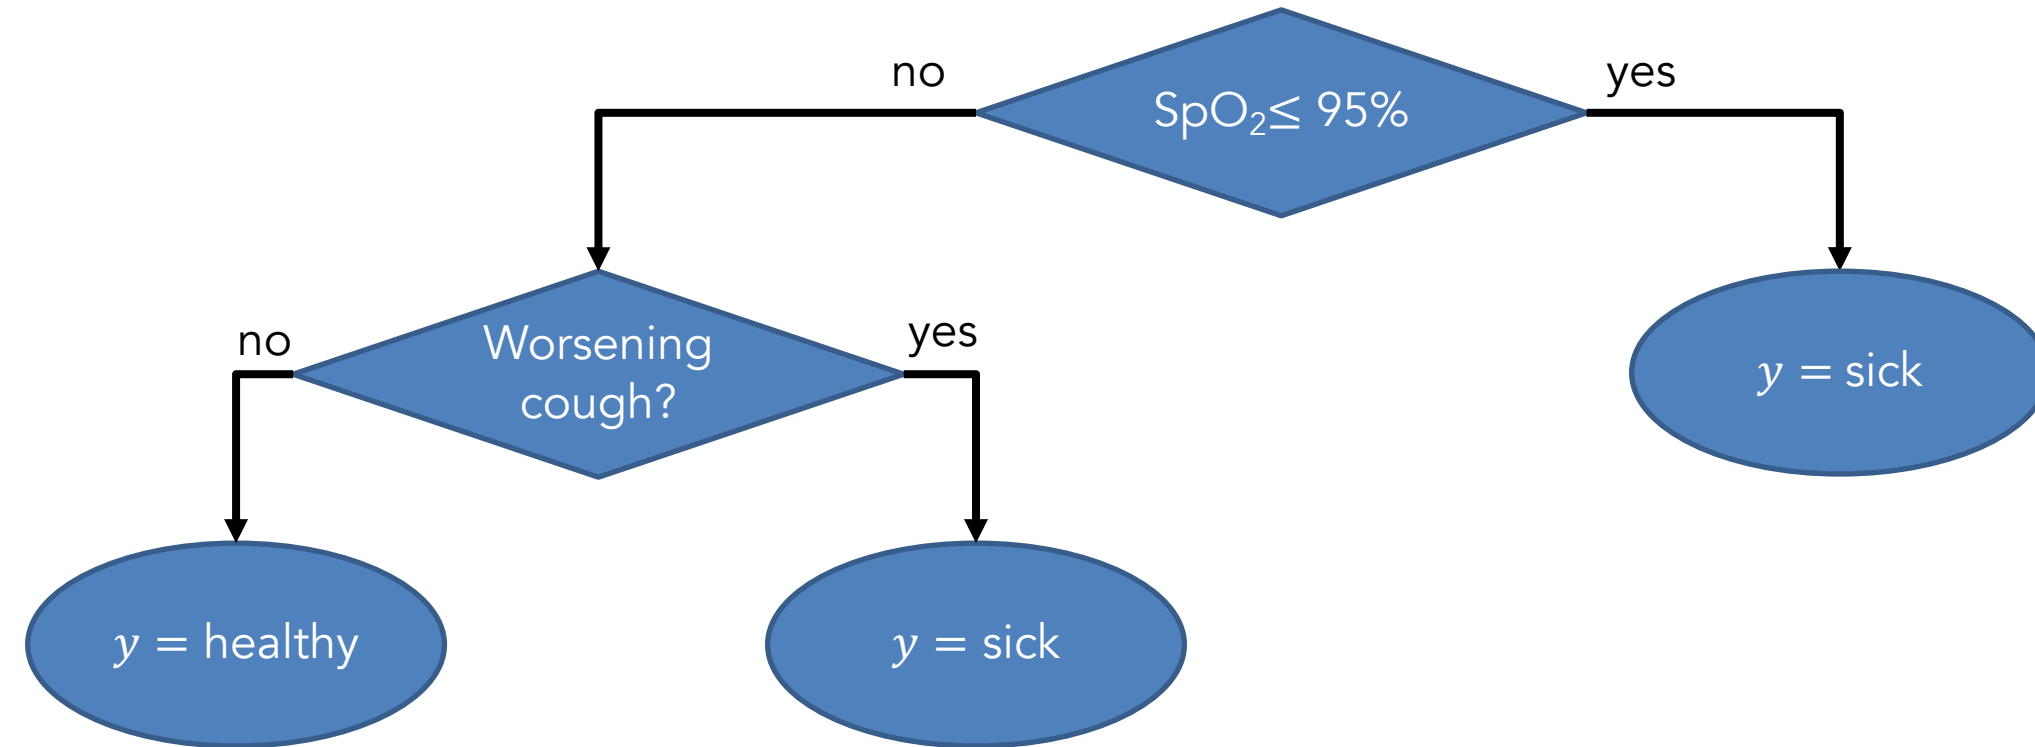 no
yes
SpO₂≤ 95%
no
Worsening
cough?
yes
y = sick
y = healthy
y = sick